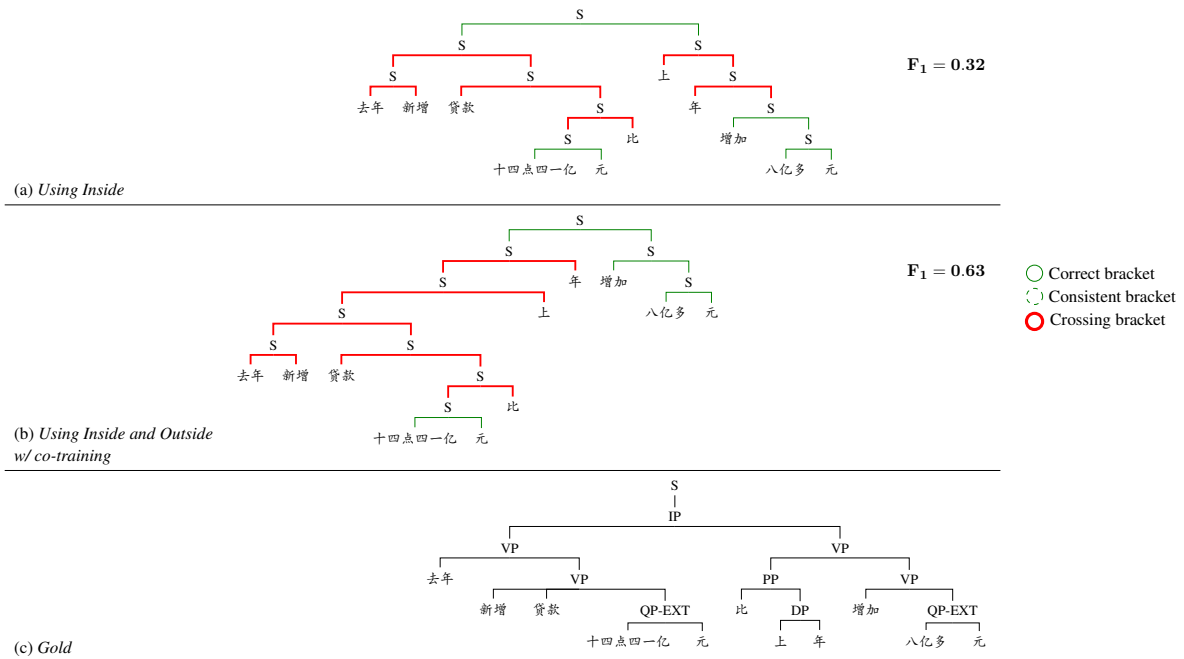 S
S S
F₁ = 0.32
S S 上 S
去年 新增 贷款 S 年 S
S 比 增加 S
十四点四一亿 元 八亿多 元
(a) Using Inside
S
S S
F₁ = 0.63
Correct bracket
S 年 增加 S
Consistent bracket
S 上 八亿多 元
Crossing bracket
S S
去年 新增 贷款 S
S 比
(b) Using Inside and Outside
十四点四一亿 元
w/ co-training
S
IP
VP VP
去年 VP PP VP
新增 贷款 QP-EXT 比 DP 增加 QP-EXT
十四点四一亿 元 上 年 八亿多 元
(c) Gold